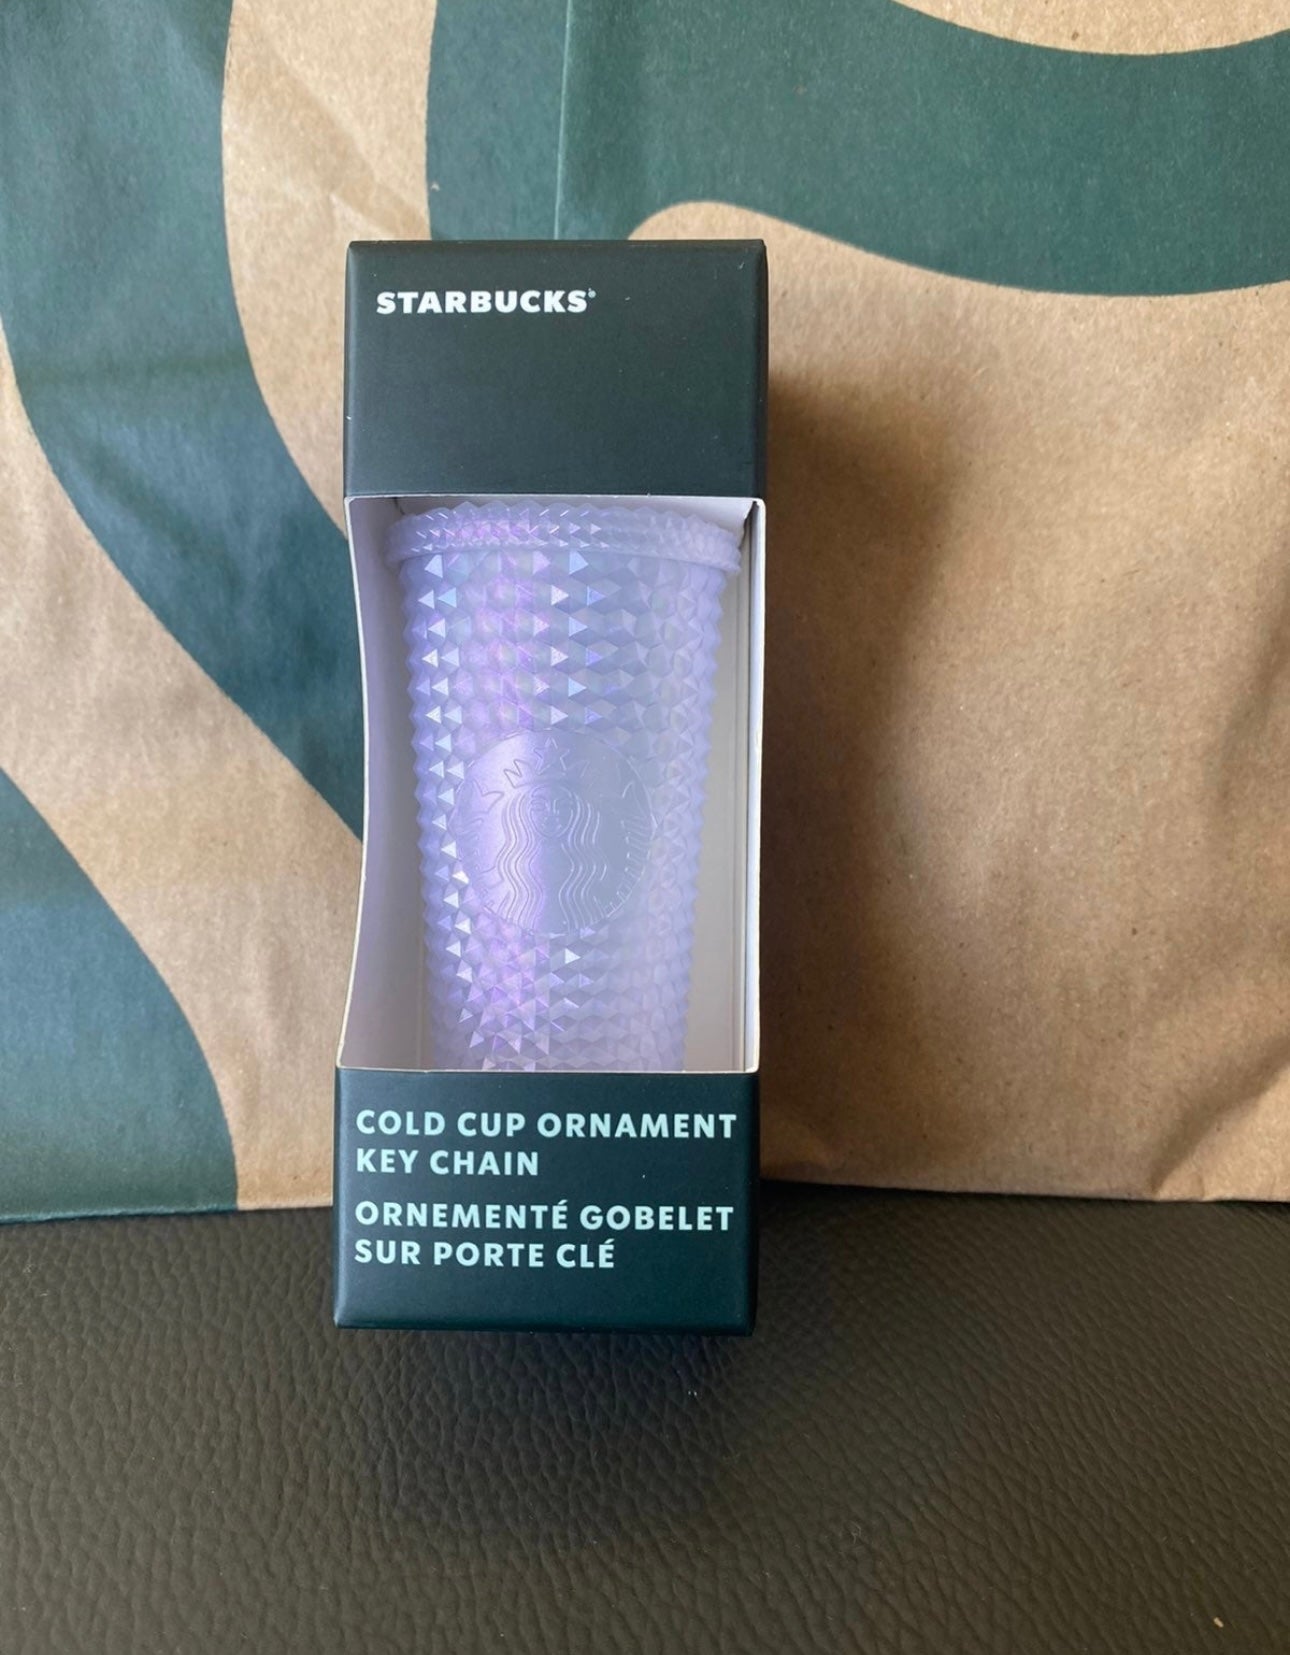 STARBUCKS®
COLD CUP ORNAMENT
KEY CHAIN
ORNEMENTÉ GOBELET
SUR PORTE CLÉ